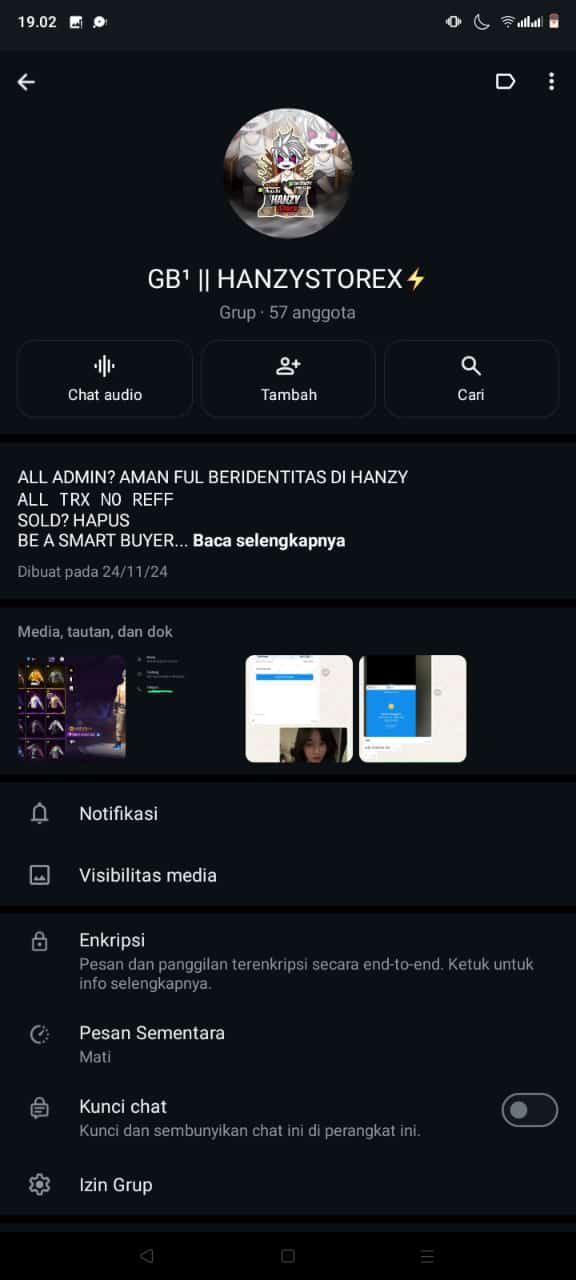 19.02
GB¹ || HANZYSTOREX⚡
Grup · 57 anggota
Chat audio
Tambah
Cari
ALL ADMIN? AMAN FUL BERIDENTITAS DI HANZY
ALL TRX NO REFF
SOLD? HAPUS
BE A SMART BUYER... Baca selengkapnya
Dibuat pada 24/11/24
Media, tautan, dan dok
Notifikasi
Visibilitas media
Enkripsi
Pesan dan panggilan terenkripsi secara end-to-end. Ketuk untuk
info selengkapnya.
Pesan Sementara
Mati
Kunci chat
Kunci dan sembunyikan chat ini di perangkat ini.
Izin Grup